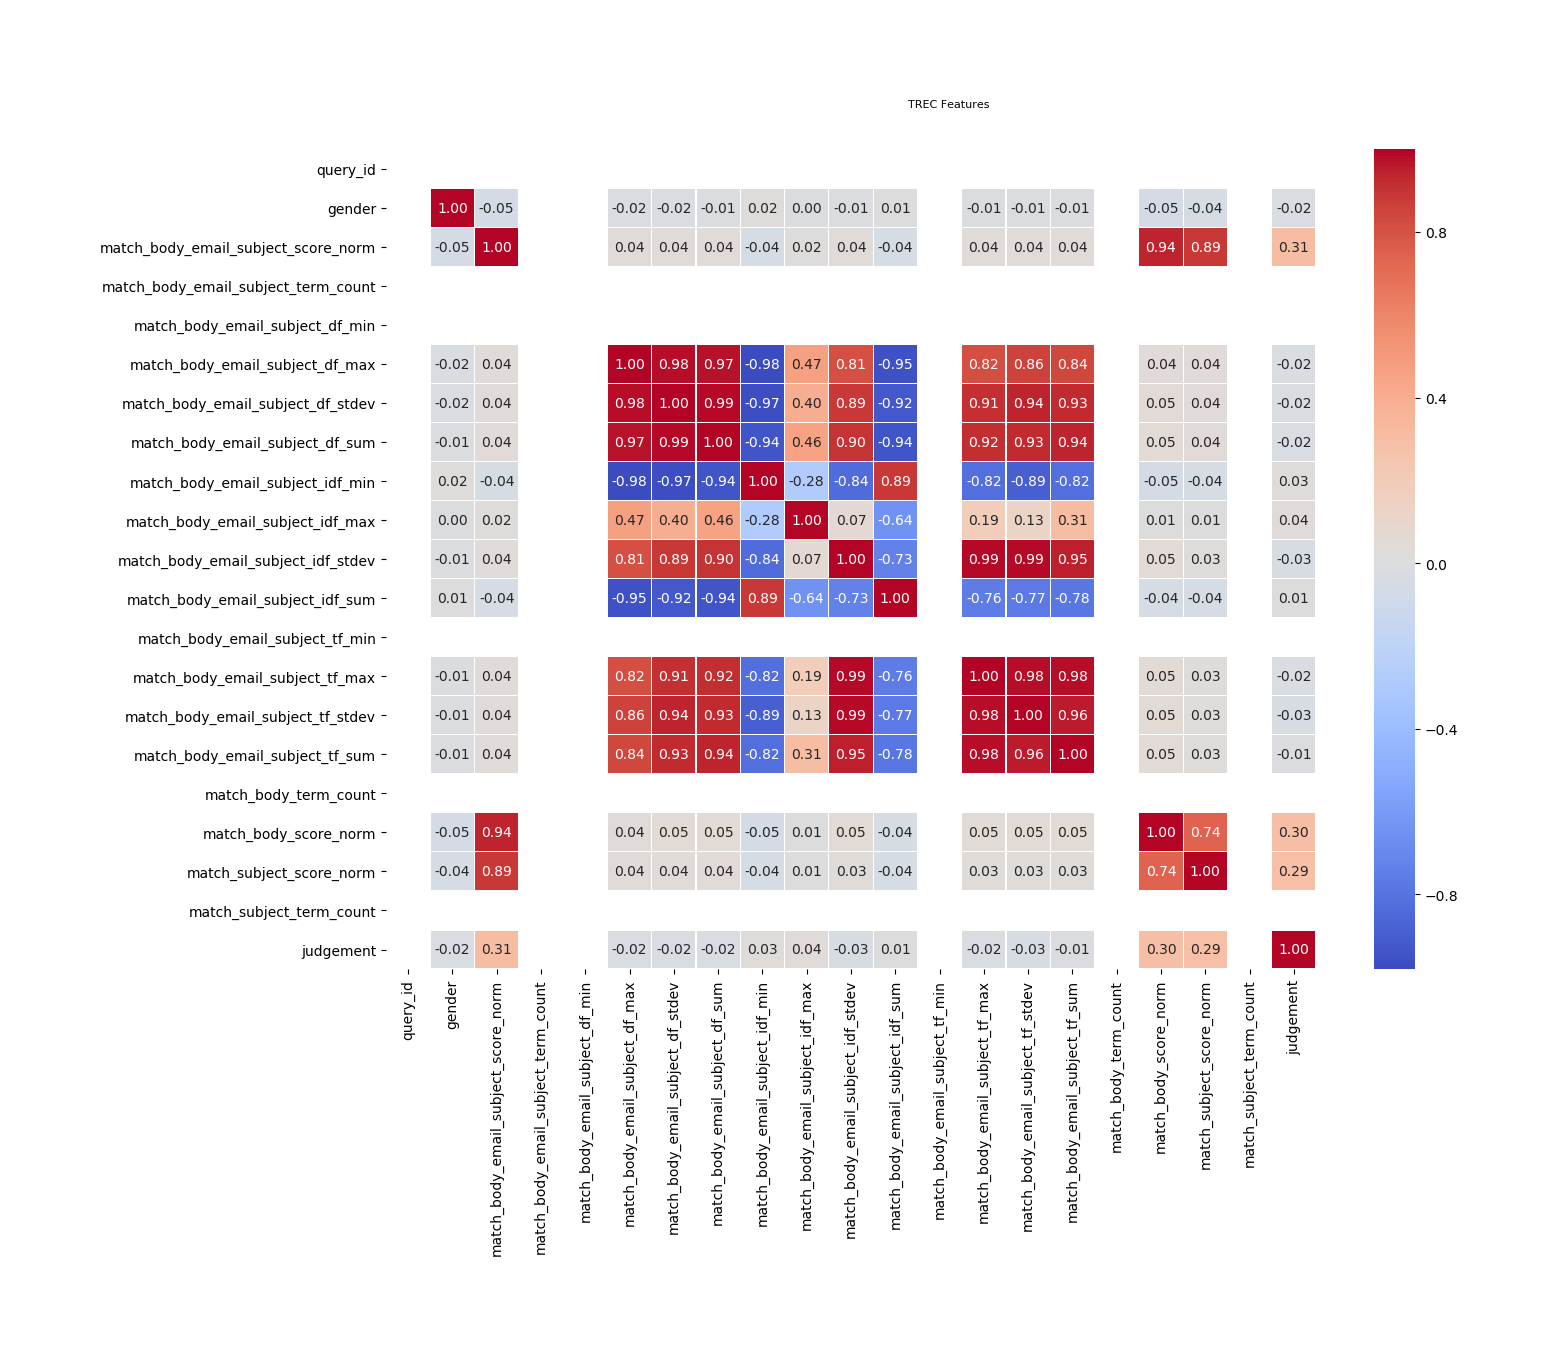 TREC Features
query_id
gender 1.00 -0.05 -0.02 -0.02 -0.01 0.02 0.00 -0.01 0.01 -0.01 -0.01 -0.01 -0.05 -0.04 -0.02
match_body_email_subject_score_norm -0.05 1.00 0.04 0.04 0.04 -0.04 0.02 0.04 -0.04 0.04 0.04 0.04 0.94 0.89 0.31
match_body_email_subject_term_count
match_body_email_subject_df_min
match_body_email_subject_df_max -0.02 0.04 1.00 0.98 0.97 -0.98 0.47 0.81 -0.95 0.82 0.86 0.84 0.04 0.04 -0.02
match_body_email_subject_df_stdev -0.02 0.04 0.98 1.00 0.99 -0.97 0.40 0.89 -0.92 0.91 0.94 0.93 0.05 0.04 -0.02
match_body_email_subject_df_sum -0.01 0.04 0.97 0.99 1.00 -0.94 0.46 0.90 -0.94 0.92 0.93 0.94 0.05 0.04 -0.02
match_body_email_subject_idf_min 0.02 -0.04 -0.98 -0.97 -0.94 1.00 -0.28 -0.84 0.89 -0.82 -0.89 -0.82 -0.05 -0.04 0.03
match_body_email_subject_idf_max 0.00 0.02 0.47 0.40 0.46 -0.28 1.00 0.07 -0.64 0.19 0.13 0.31 0.01 0.01 0.04
match_body_email_subject_idf_stdev -0.01 0.04 0.81 0.89 0.90 -0.84 0.07 1.00 -0.73 0.99 0.99 0.95 0.05 0.03 -0.03
match_body_email_subject_idf_sum 0.01 -0.04 -0.95 -0.92 -0.94 0.89 -0.64 -0.73 1.00 -0.76 -0.77 -0.78 -0.04 -0.04 0.01
match_body_email_subject_tf_min
match_body_email_subject_tf_max -0.01 0.04 0.82 0.91 0.92 -0.82 0.19 0.99 -0.76 1.00 0.98 0.98 0.05 0.03 -0.02
match_body_email_subject_tf_stdev -0.01 0.04 0.86 0.94 0.93 -0.89 0.13 0.99 -0.77 0.98 1.00 0.96 0.05 0.03 -0.03
match_body_email_subject_tf_sum -0.01 0.04 0.84 0.93 0.94 -0.82 0.31 0.95 -0.78 0.98 0.96 1.00 0.05 0.03 -0.01
match_body_term_count
match_body_score_norm -0.05 0.94 0.04 0.05 0.05 -0.05 0.01 0.05 -0.04 0.05 0.05 0.05 1.00 0.74 0.30
match_subject_score_norm -0.04 0.89 0.04 0.04 0.04 -0.04 0.01 0.03 -0.04 0.03 0.03 0.03 0.74 1.00 0.29
match_subject_term_count
judgement -0.02 0.31 -0.02 -0.02 -0.02 0.03 0.04 -0.03 0.01 -0.02 -0.03 -0.01 0.30 0.29 1.00
query_id
gender
match_body_email_subject_score_norm
match_body_email_subject_term_count
match_body_email_subject_df_min
match_body_email_subject_df_max
match_body_email_subject_df_stdev
match_body_email_subject_df_sum
match_body_email_subject_idf_min
match_body_email_subject_idf_max
match_body_email_subject_idf_stdev
match_body_email_subject_idf_sum
match_body_email_subject_tf_min
match_body_email_subject_tf_max
match_body_email_subject_tf_stdev
match_body_email_subject_tf_sum
match_body_term_count
match_body_score_norm
match_subject_score_norm
match_subject_term_count
judgement
0.8
0.4
0.0
−0.4
−0.8